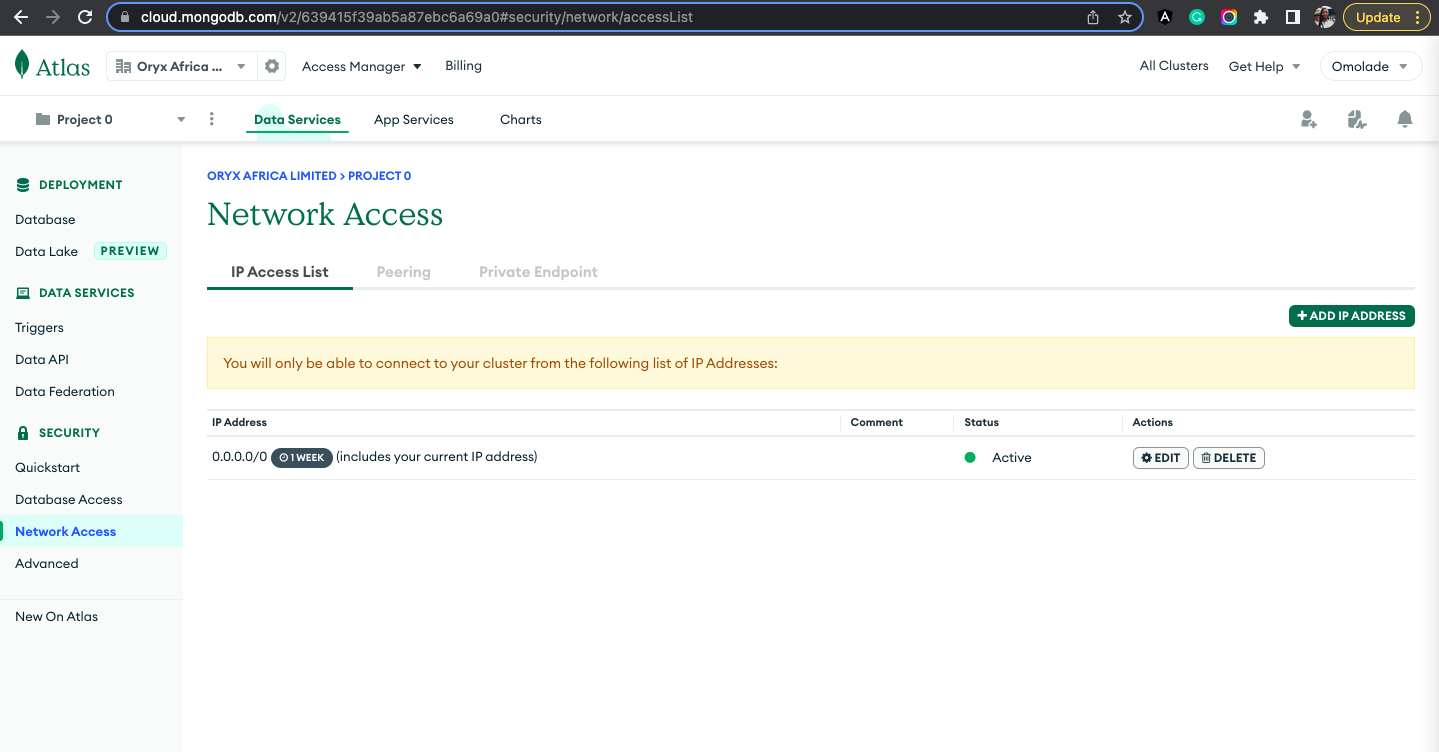 cloud.mongodb.com/v2/639415f39ab5a87ebc6a69a0#security/network/accessList
Update
Atlas
Oryx Africa ...
Access Manager
Billing
All Clusters
Get Help
Omolade
Project 0
Data Services
App Services
Charts
DEPLOYMENT
Database
Data Lake PREVIEW
DATA SERVICES
Triggers
Data API
Data Federation
SECURITY
Quickstart
Database Access
Network Access
Advanced
New On Atlas
ORYX AFRICA LIMITED > PROJECT 0
Network Access
IP Access List
Peering
Private Endpoint
+ ADD IP ADDRESS
You will only be able to connect to your cluster from the following list of IP Addresses:
IP Address
Comment
Status
Actions
0.0.0.0/0 1 WEEK (includes your current IP address)
Active
EDIT
DELETE